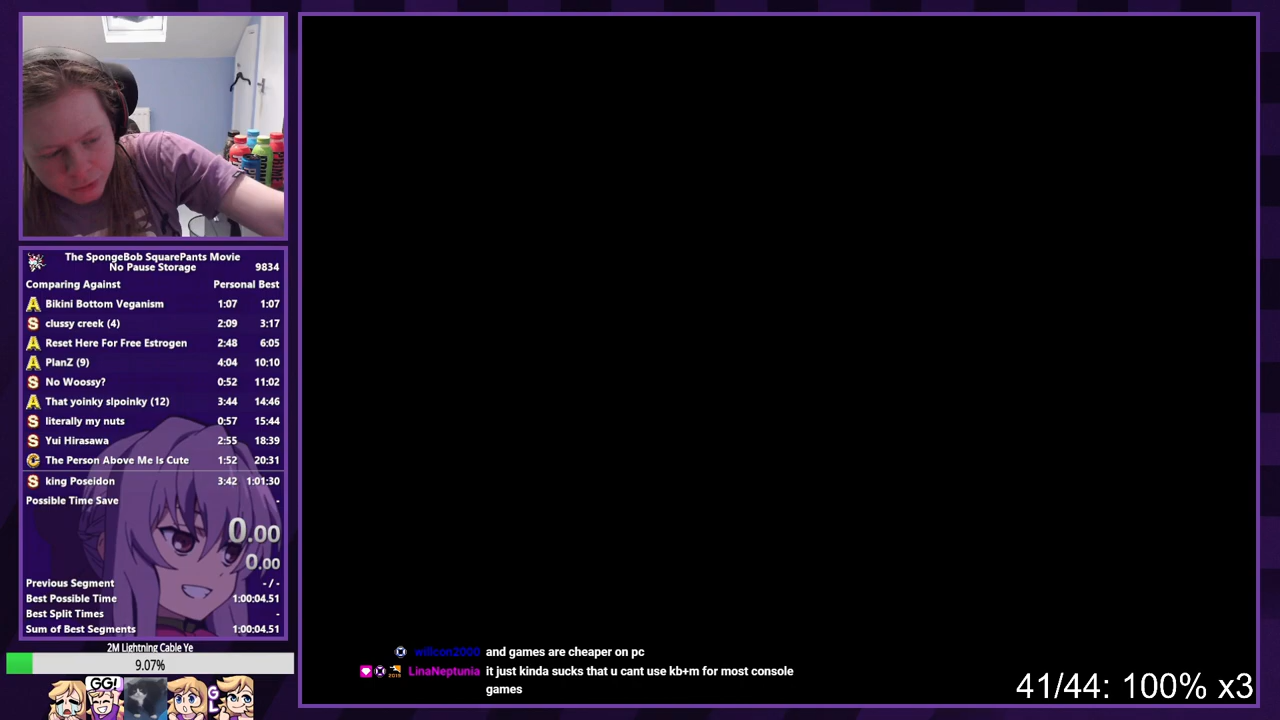 The SpongeBob SquarePants Movie
No Pause Storage 9834
Comparing Against Personal Best
A Bikini Bottom Veganism 1:07 1:07
S clussy creek (4) 2:09 3:17
A Reset Here For Free Estrogen 2:48 6:05
A PlanZ (9) 4:04 10:10
S No Woossy? 0:52 11:02
A That yoinky slpoinky (12) 3:44 14:46
S literally my nuts 0:57 15:44
S Yui Hirasawa 2:55 18:39
C The Person Above Me Is Cute 1:52 20:31
S king Poseidon 3:42 1:01:30
Possible Time Save -
0.00
0.00
Previous Segment - / -
Best Possible Time 1:00:04.51
Best Split Times -
Sum of Best Segments 1:00:04.51
2M Lightning Cable Ye
9.07%
GG!
GL
willcon2000 and games are cheaper on pc
2019 LinaNeptunia it just kinda sucks that u cant use kb+m for most console
games
41/44: 100% x3